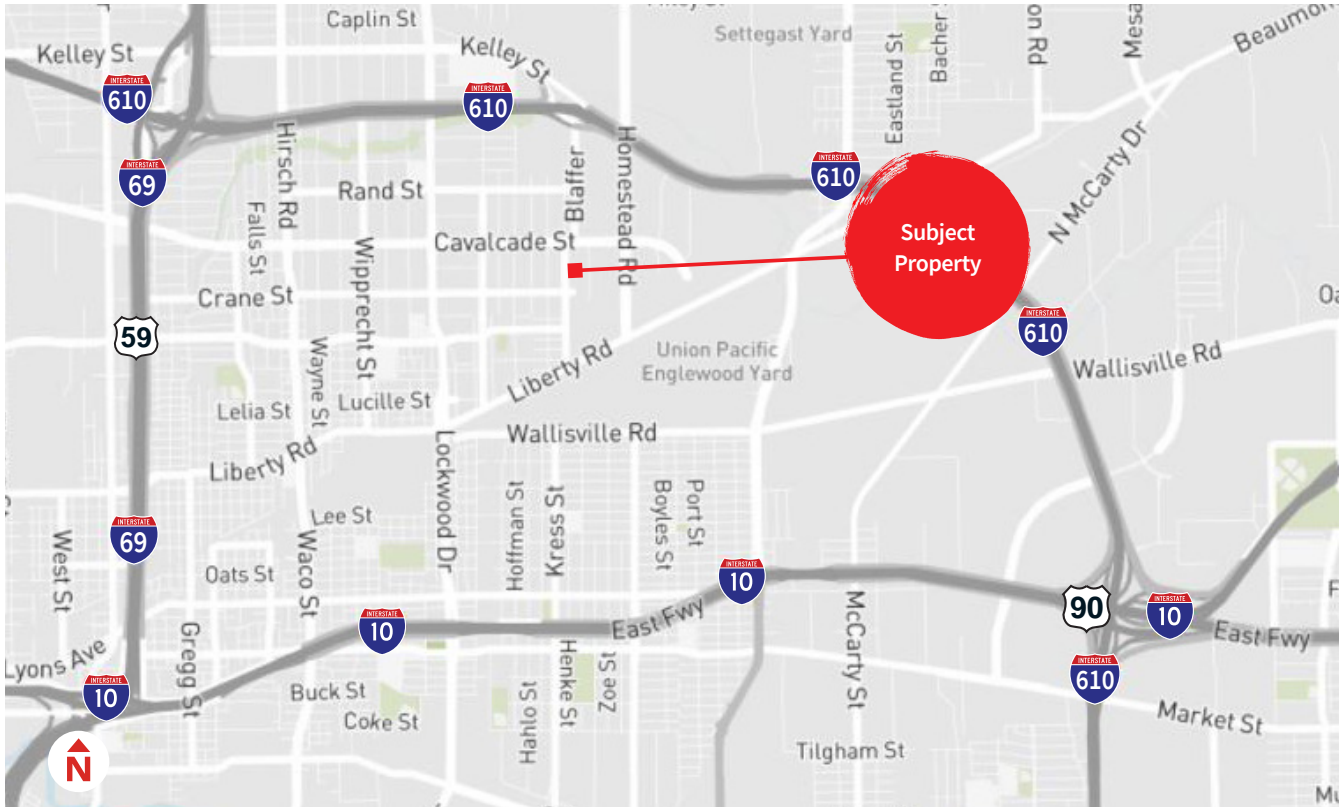 Caplin St
Settegast Yard
Eastland St
Bacher
on Rd
Mesa
Beaumon
Kelley St
Kelley St
INTERSTATE
610
INTERSTATE
610
INTERSTATE
69
Hirsch Rd
Rand St
Blaffer
Homestead Rd
INTERSTATE
610
N McCarty Dr
Subject
Property
Falls St
Wipprecht St
Cavalcade St
Crane St
59
Wayne St
Union Pacific
Englewood Yard
INTERSTATE
610
Wallisville Rd
Liberty Rd
Lelia St
Lucille St
Wallisville Rd
Liberty Rd
Lockwood Dr
INTERSTATE
69
West St
Lee St
Waco St
Oats St
Hoffman St
Kress St
Boyles St
Port St
INTERSTATE
10
McCarty St
90
INTERSTATE
10
East Fwy
INTERSTATE
10
East Fwy
INTERSTATE
610
Lyons Ave
INTERSTATE
10
Gregg St
Buck St
Coke St
Hahlo St
Henke St
Zoe St
Market St
Tilgham St
N